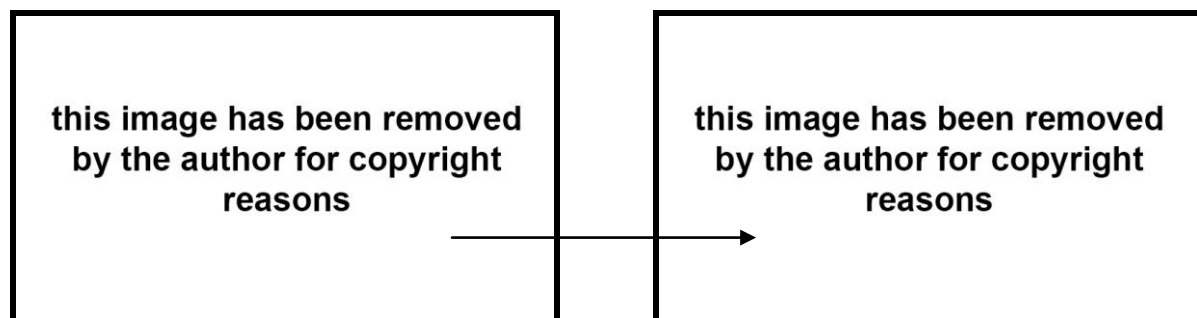 this image has been removed
by the author for copyright
reasons
this image has been removed
by the author for copyright
reasons